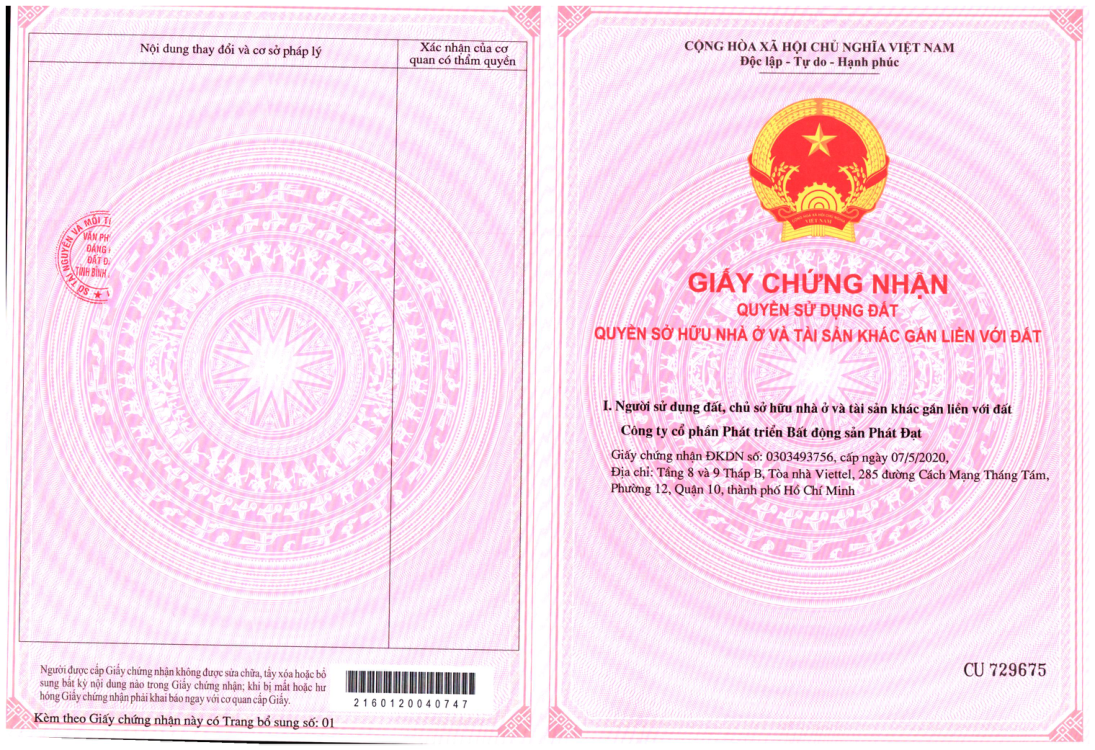 Nội dung thay đổi và cơ sở pháp lý
Xác nhận của cơ
quan có thẩm quyền
SỞ TÀI NGUYÊN VÀ MÔI T
VĂN PH
ĐĂNG
ĐẤT Đ
TỈNH BÌNH
Người được cấp Giấy chứng nhận không được sửa chữa, tẩy xóa hoặc bổ
sung bất kỳ nội dung nào trong Giấy chứng nhận; khi bị mất hoặc hư
hỏng Giấy chứng nhận phải khai báo ngay với cơ quan cấp Giấy.
2160120040747
Kèm theo Giấy chứng nhận này có Trang bổ sung số: 01
CỘNG HÒA XÃ HỘI CHỦ NGHĨA VIỆT NAM
Độc lập - Tự do - Hạnh phúc
VIỆT NAM
GIẤY CHỨNG NHẬN
QUYỀN SỬ DỤNG ĐẤT
QUYỀN SỞ HỮU NHÀ Ở VÀ TÀI SẢN KHÁC GẮN LIỀN VỚI ĐẤT
I. Người sử dụng đất, chủ sở hữu nhà ở và tài sản khác gắn liền với đất
Công ty cổ phần Phát triển Bất động sản Phát Đạt
Giấy chứng nhận ĐKDN số: 0303493756, cấp ngày 07/5/2020,
Địa chỉ: Tầng 8 và 9 Tháp B, Tòa nhà Viettel, 285 đường Cách Mạng Tháng Tám,
Phường 12, Quận 10, thành phố Hồ Chí Minh
CU 729675